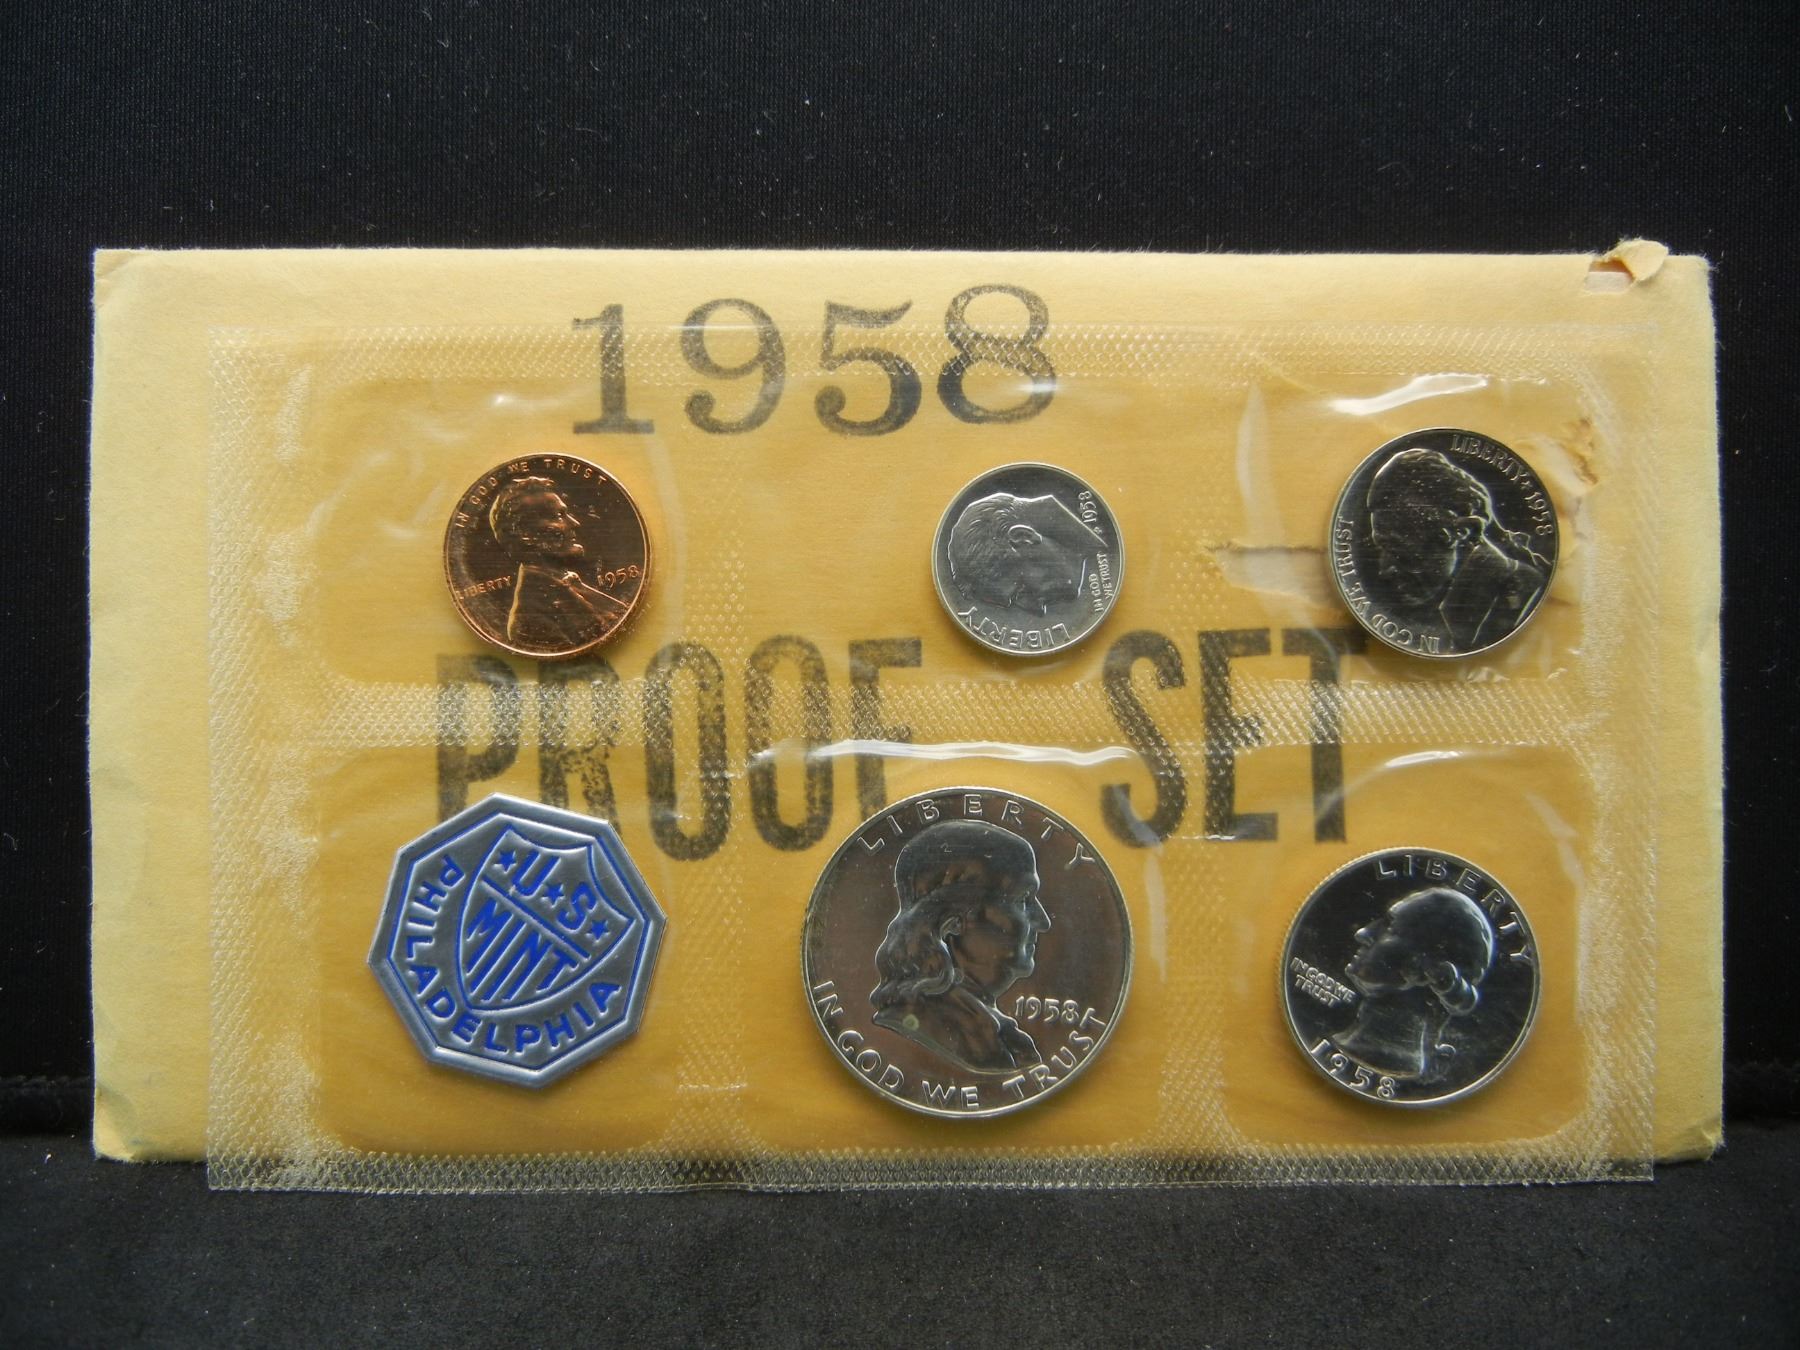 1958
PROOF SET
IN GOD WE TRUST
LIBERTY
1958
1958
IN GOD
WE TRUST
LIBERTY
LIBERTY 1958
IN GOD WE TRUST
U.S
MINT
PHILADELPHIA
LIBERTY
1958
IN GOD WE TRUST
LIBERTY
IN GOD WE
TRUST
1958